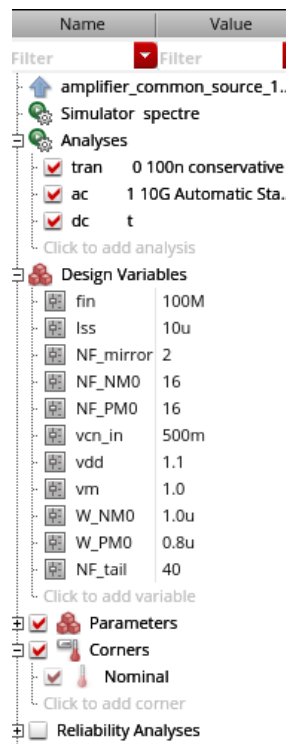 Name Value
Filter Filter
amplifier_common_source_1..
Simulator spectre
Analyses
tran 0 100n conservative
ac 1 10G Automatic Sta..
dc t
Click to add analysis
Design Variables
fin 100M
Iss 10u
NF_mirror 2
NF_NM0 16
NF_PM0 16
vcn_in 500m
vdd 1.1
vm 1.0
W_NM0 1.0u
W_PM0 0.8u
NF_tail 40
Click to add variable
Parameters
Corners
Nominal
Click to add corner
Reliability Analyses